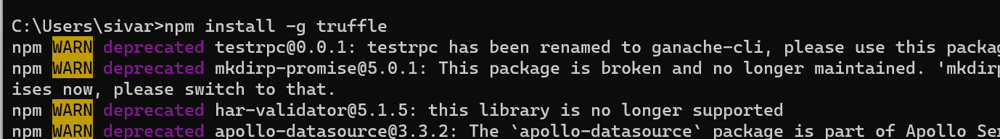 C:\Users\sivar>npm install -g truffle
npm WARN deprecated testrpc@0.0.1: testrpc has been renamed to ganache-cli, please use this
npm WARN deprecated mkdirp-promise@5.0.1: This package is broken and no longer maintained.
ises now, please switch to that.
npm WARN deprecated har-validator@5.1.5: this library is no longer supported
npm WARN deprecated apollo-datasource@3.3.2: The `apollo-datasource` package is part of Apollo